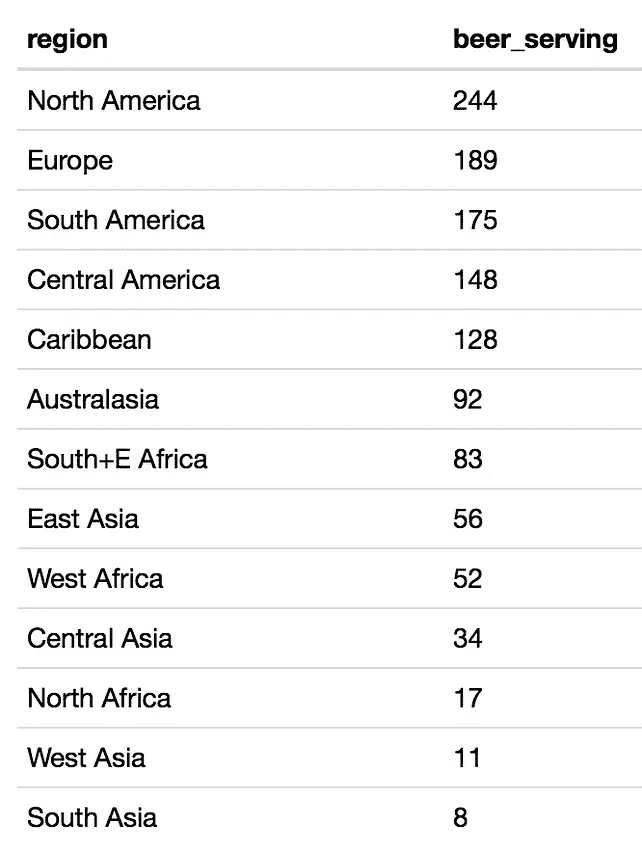 region beer_serving
North America 244
Europe 189
South America 175
Central America 148
Caribbean 128
Australasia 92
South+E Africa 83
East Asia 56
West Africa 52
Central Asia 34
North Africa 17
West Asia 11
South Asia 8